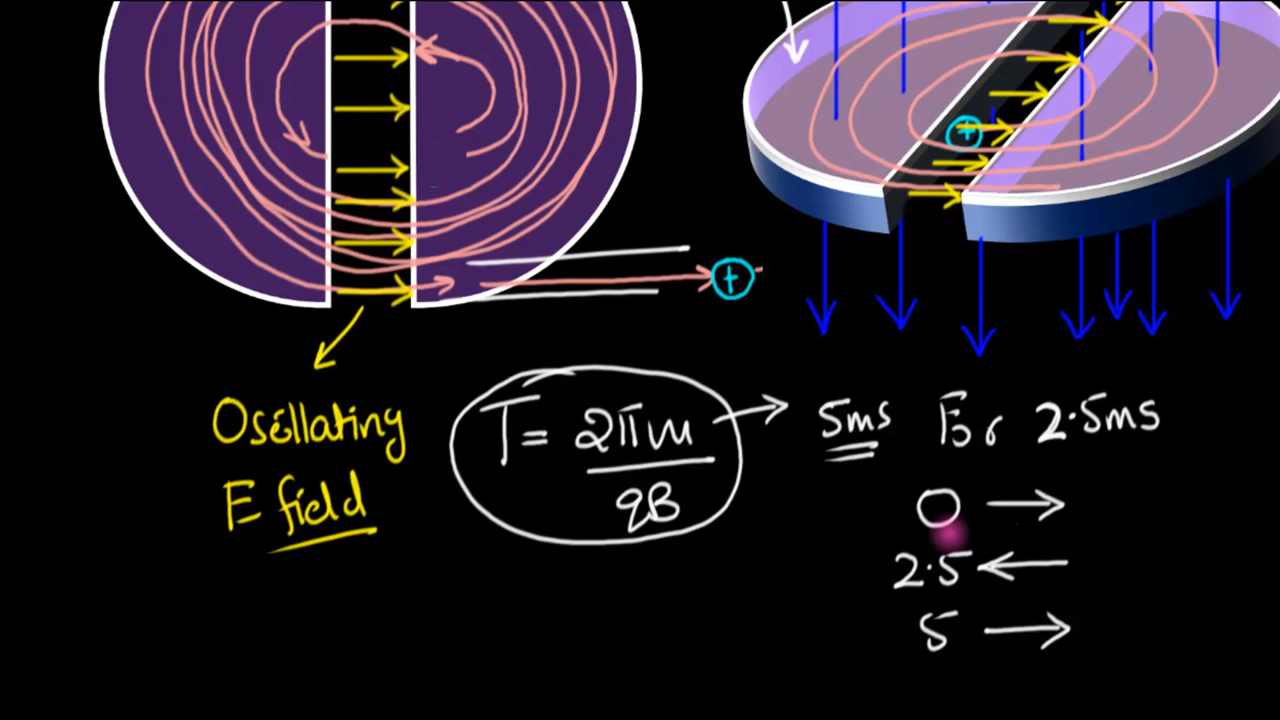 +
+
Oscillating
E field
T = 2πm
qB
5ms For 2.5ms
0 →
2.5 ←
5 →